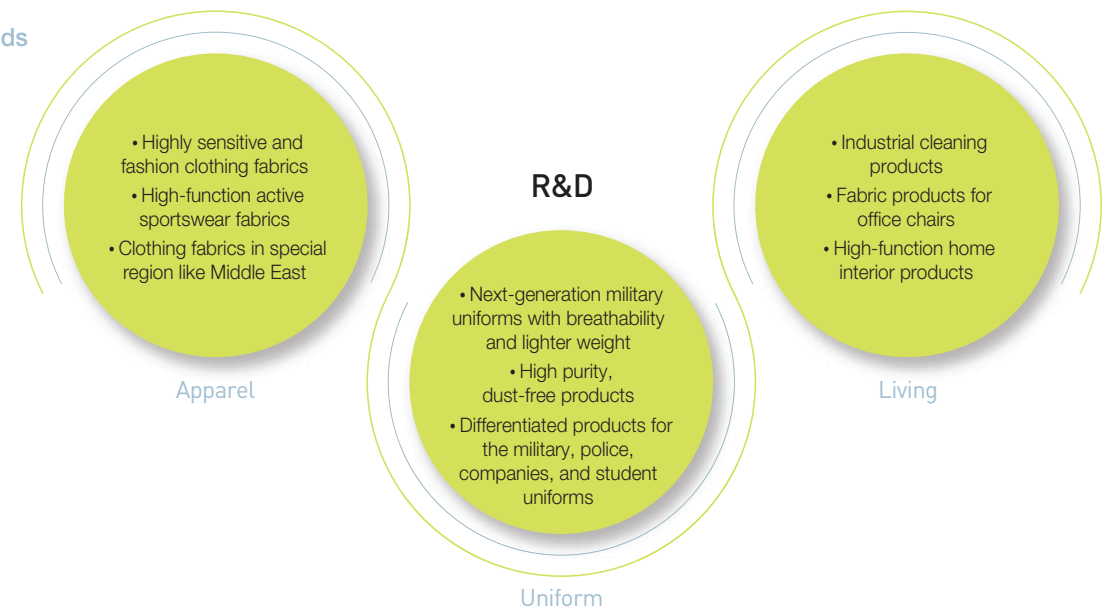 ds
• Highly sensitive and
fashion clothing fabrics
• High-function active
sportswear fabrics
• Clothing fabrics in special
region like Middle East
Apparel
R&D
• Next-generation military
uniforms with breathability
and lighter weight
• High purity,
dust-free products
• Differentiated products for
the military, police,
companies, and student
uniforms
Uniform
• Industrial cleaning
products
• Fabric products for
office chairs
• High-function home
interior products
Living